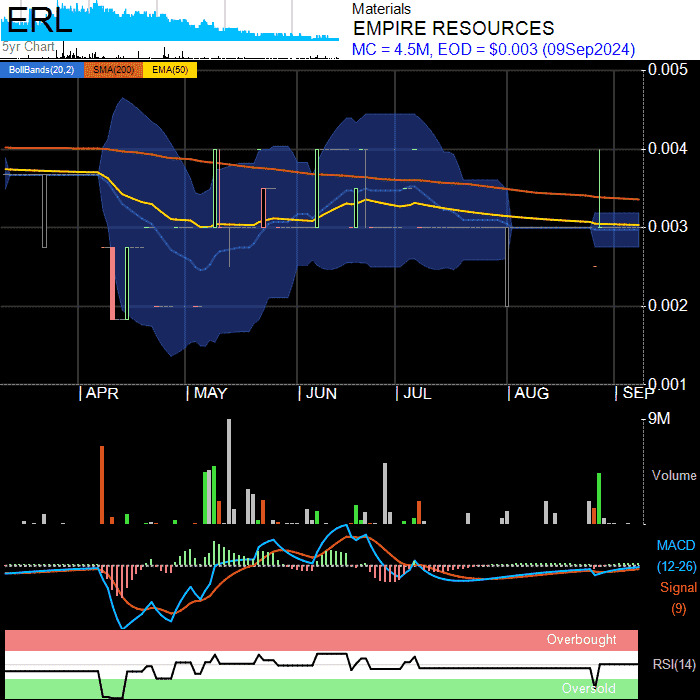 ERL
5yr Chart
Materials
EMPIRE RESOURCES
MC = 4.5M, EOD = $0.003 (09Sep2024)
BollBands(20,2) SMA(200) EMA(50)
0.005
0.004
0.003
0.002
0.001
APR MAY JUN JUL AUG SEP
9M
Volume
MACD
(12-26)
Signal
(9)
Overbought
RSI(14)
Oversold